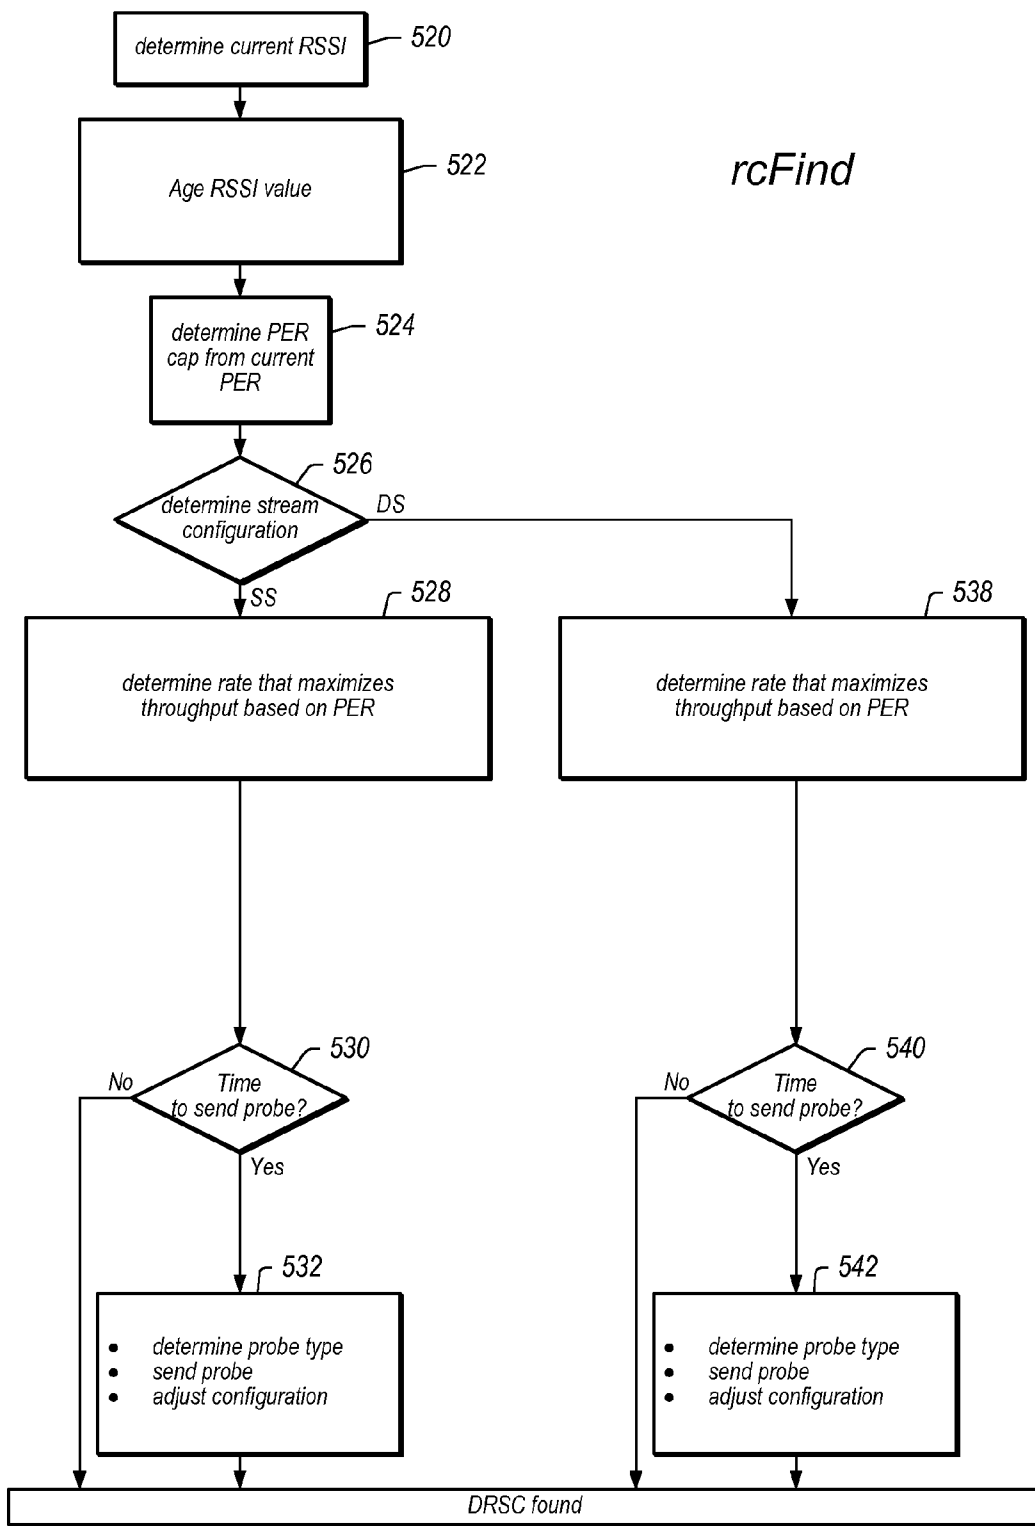 determine current RSSI
520
Age RSSI value
522
rcFind
determine PER
cap from current
PER
524
determine stream
configuration
526
DS
SS
528
determine rate that maximizes
throughput based on PER
538
determine rate that maximizes
throughput based on PER
530
Time
to send probe?
No
Yes
540
Time
to send probe?
No
Yes
532
• determine probe type
• send probe
• adjust configuration
542
• determine probe type
• send probe
• adjust configuration
DRSC found